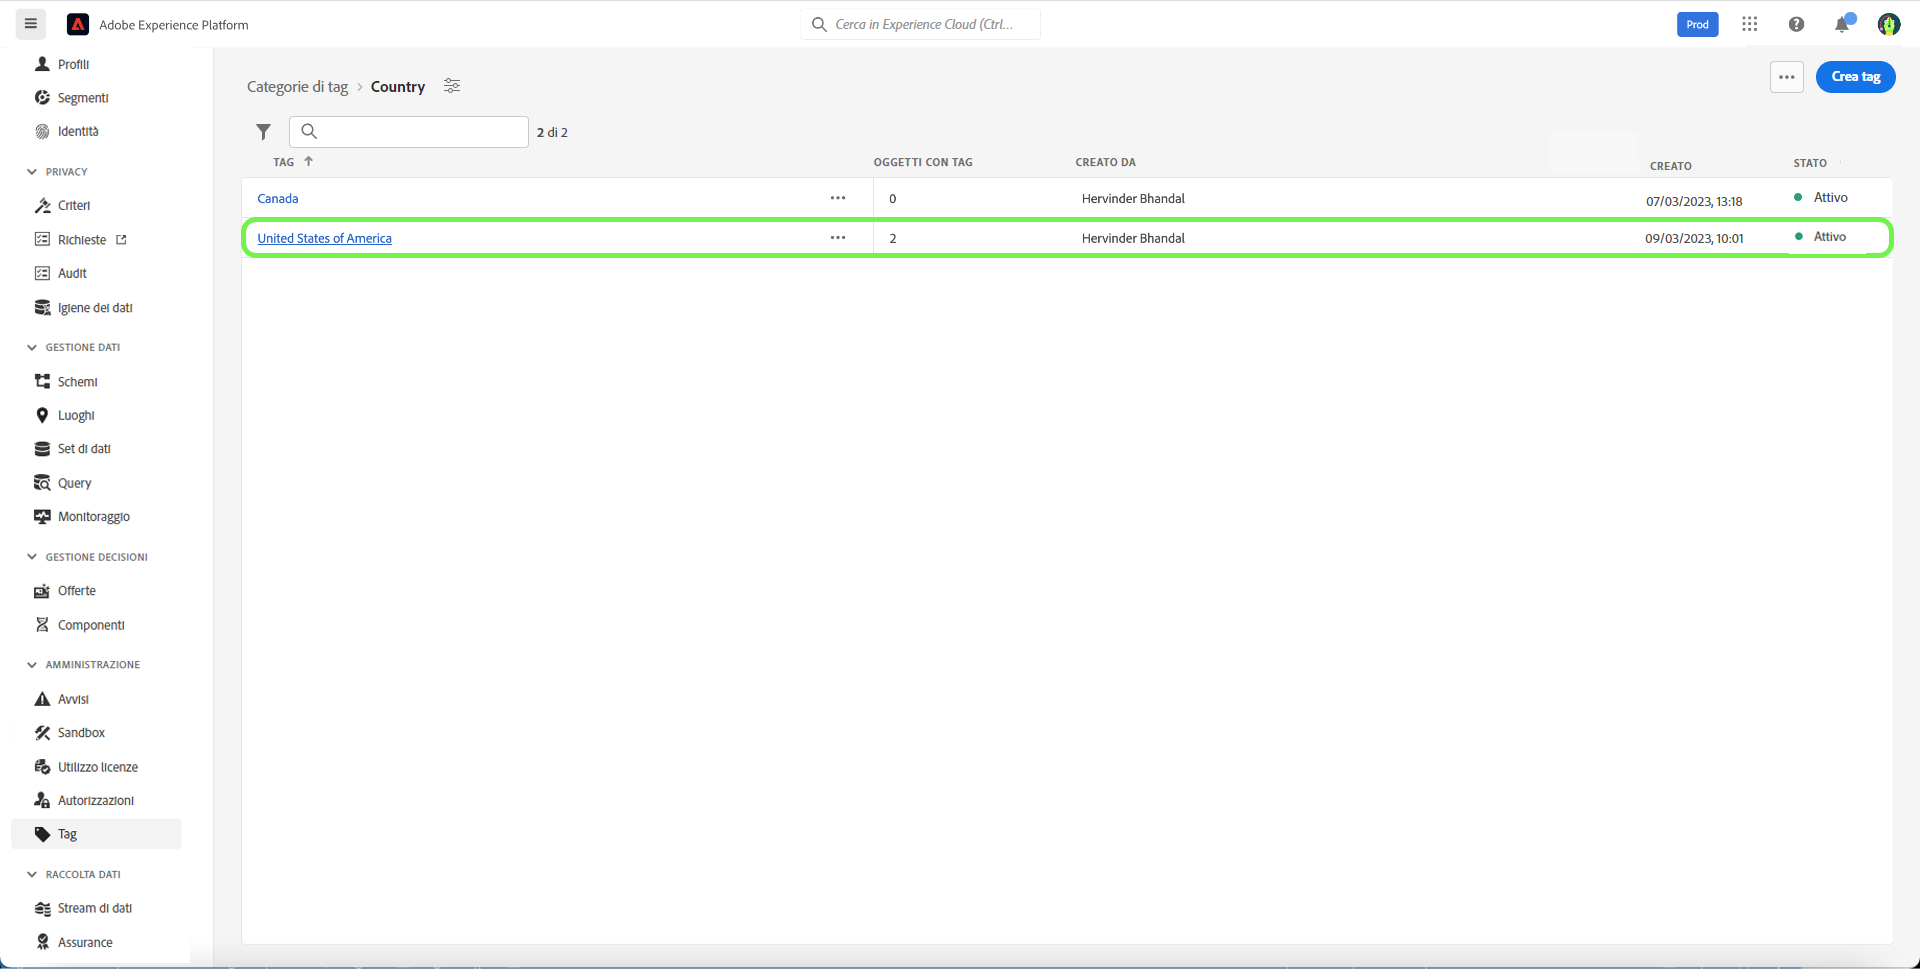 Adobe Experience Platform
Cerca in Experience Cloud (Ctrl...
Prod
Profili
Segmenti
Identità
PRIVACY
Criteri
Richieste
Audit
Igiene dei dati
GESTIONE DATI
Schemi
Luoghi
Set di dati
Query
Monitoraggio
GESTIONE DECISIONI
Offerte
Componenti
AMMINISTRAZIONE
Avvisi
Sandbox
Utilizzo licenze
Autorizzazioni
Tag
RACCOLTA DATI
Stream di dati
Assurance
Categorie di tag > Country
Crea tag
2 di 2
TAG OGGETTI CON TAG CREATO DA CREATO STATO
Canada 0 Hervinder Bhandal 07/03/2023, 13:18 Attivo
United States of America 2 Hervinder Bhandal 09/03/2023, 10:01 Attivo